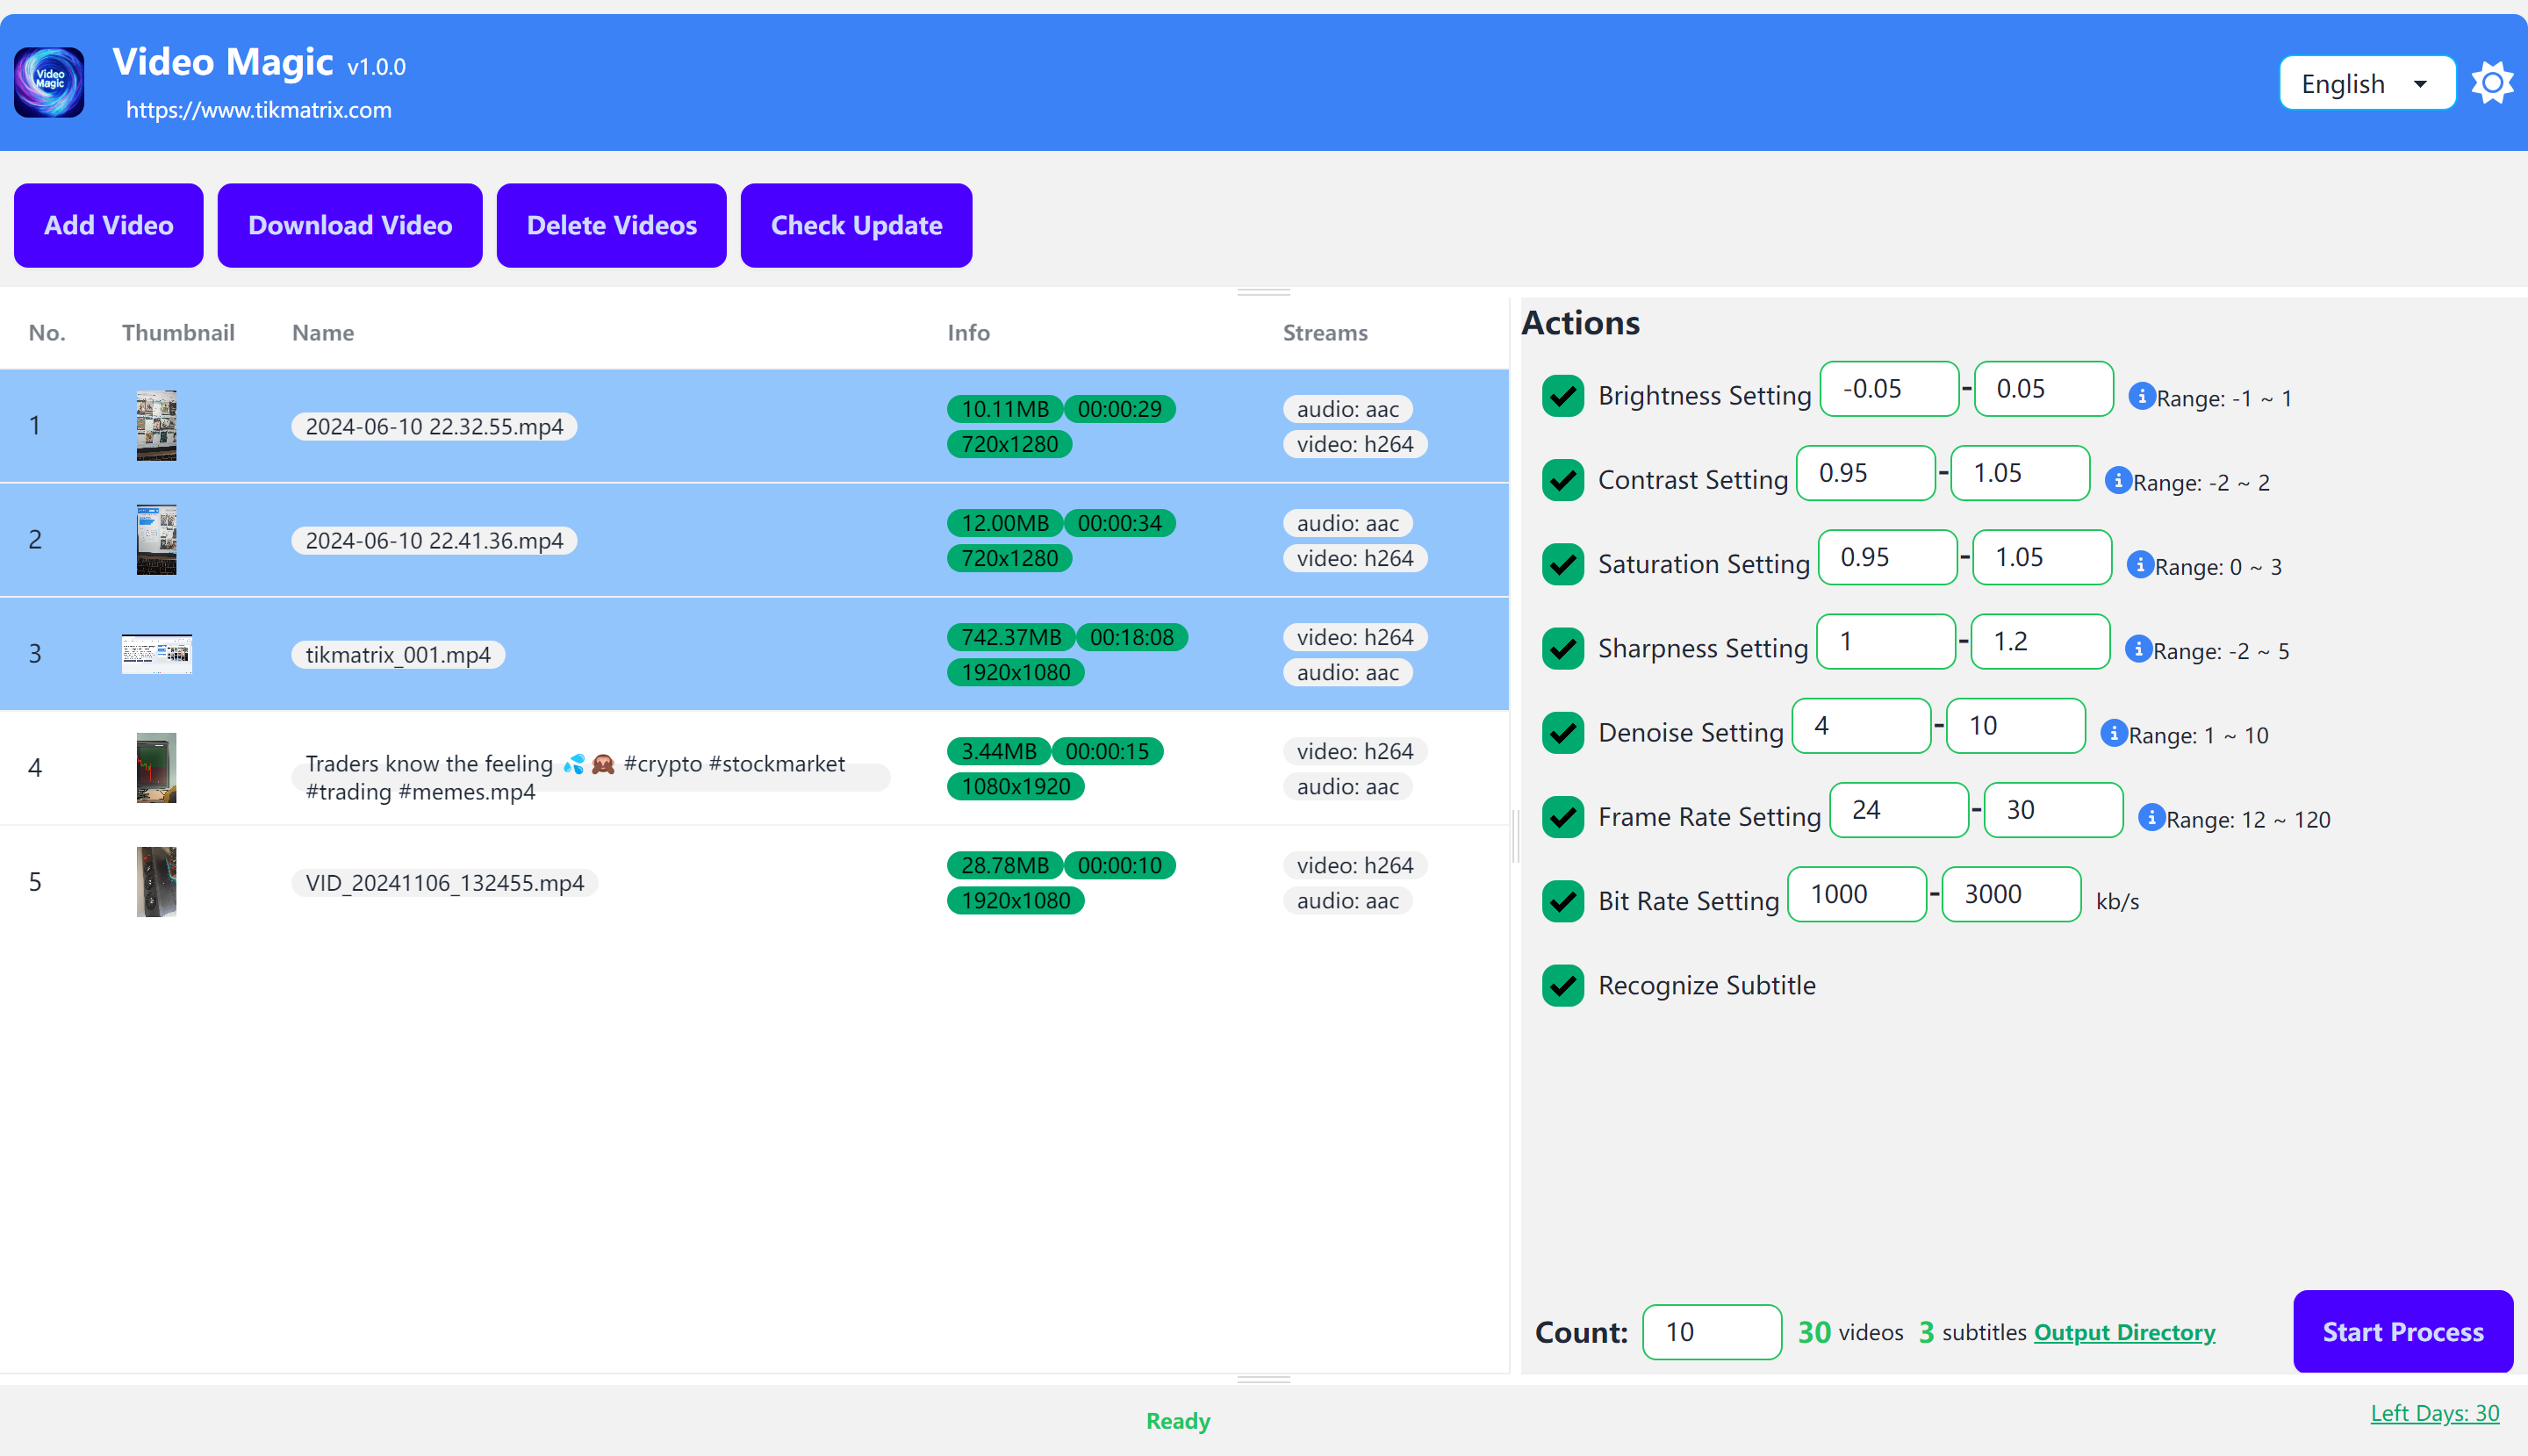 Video Magic
Video Magic v1.0.0
https://www.tikmatrix.com
English
Add Video
Download Video
Delete Videos
Check Update
No. Thumbnail Name Info Streams
1 2024-06-10 22.32.55.mp4 10.11MB 00:00:29 720x1280 audio: aac video: h264
2 2024-06-10 22.41.36.mp4 12.00MB 00:00:34 720x1280 audio: aac video: h264
3 tikmatrix_001.mp4 742.37MB 00:18:08 1920x1080 video: h264 audio: aac
4 Traders know the feeling 💦🙈 #crypto #stockmarket
#trading #memes.mp4 3.44MB 00:00:15 1080x1920 video: h264 audio: aac
5 VID_20241106_132455.mp4 28.78MB 00:00:10 1920x1080 video: h264 audio: aac
Actions
Brightness Setting -0.05 - 0.05 Range: -1 ~ 1
Contrast Setting 0.95 - 1.05 Range: -2 ~ 2
Saturation Setting 0.95 - 1.05 Range: 0 ~ 3
Sharpness Setting 1 - 1.2 Range: -2 ~ 5
Denoise Setting 4 - 10 Range: 1 ~ 10
Frame Rate Setting 24 - 30 Range: 12 ~ 120
Bit Rate Setting 1000 - 3000 kb/s
Recognize Subtitle
Count: 10 30 videos 3 subtitles Output Directory
Start Process
Ready
Left Days: 30